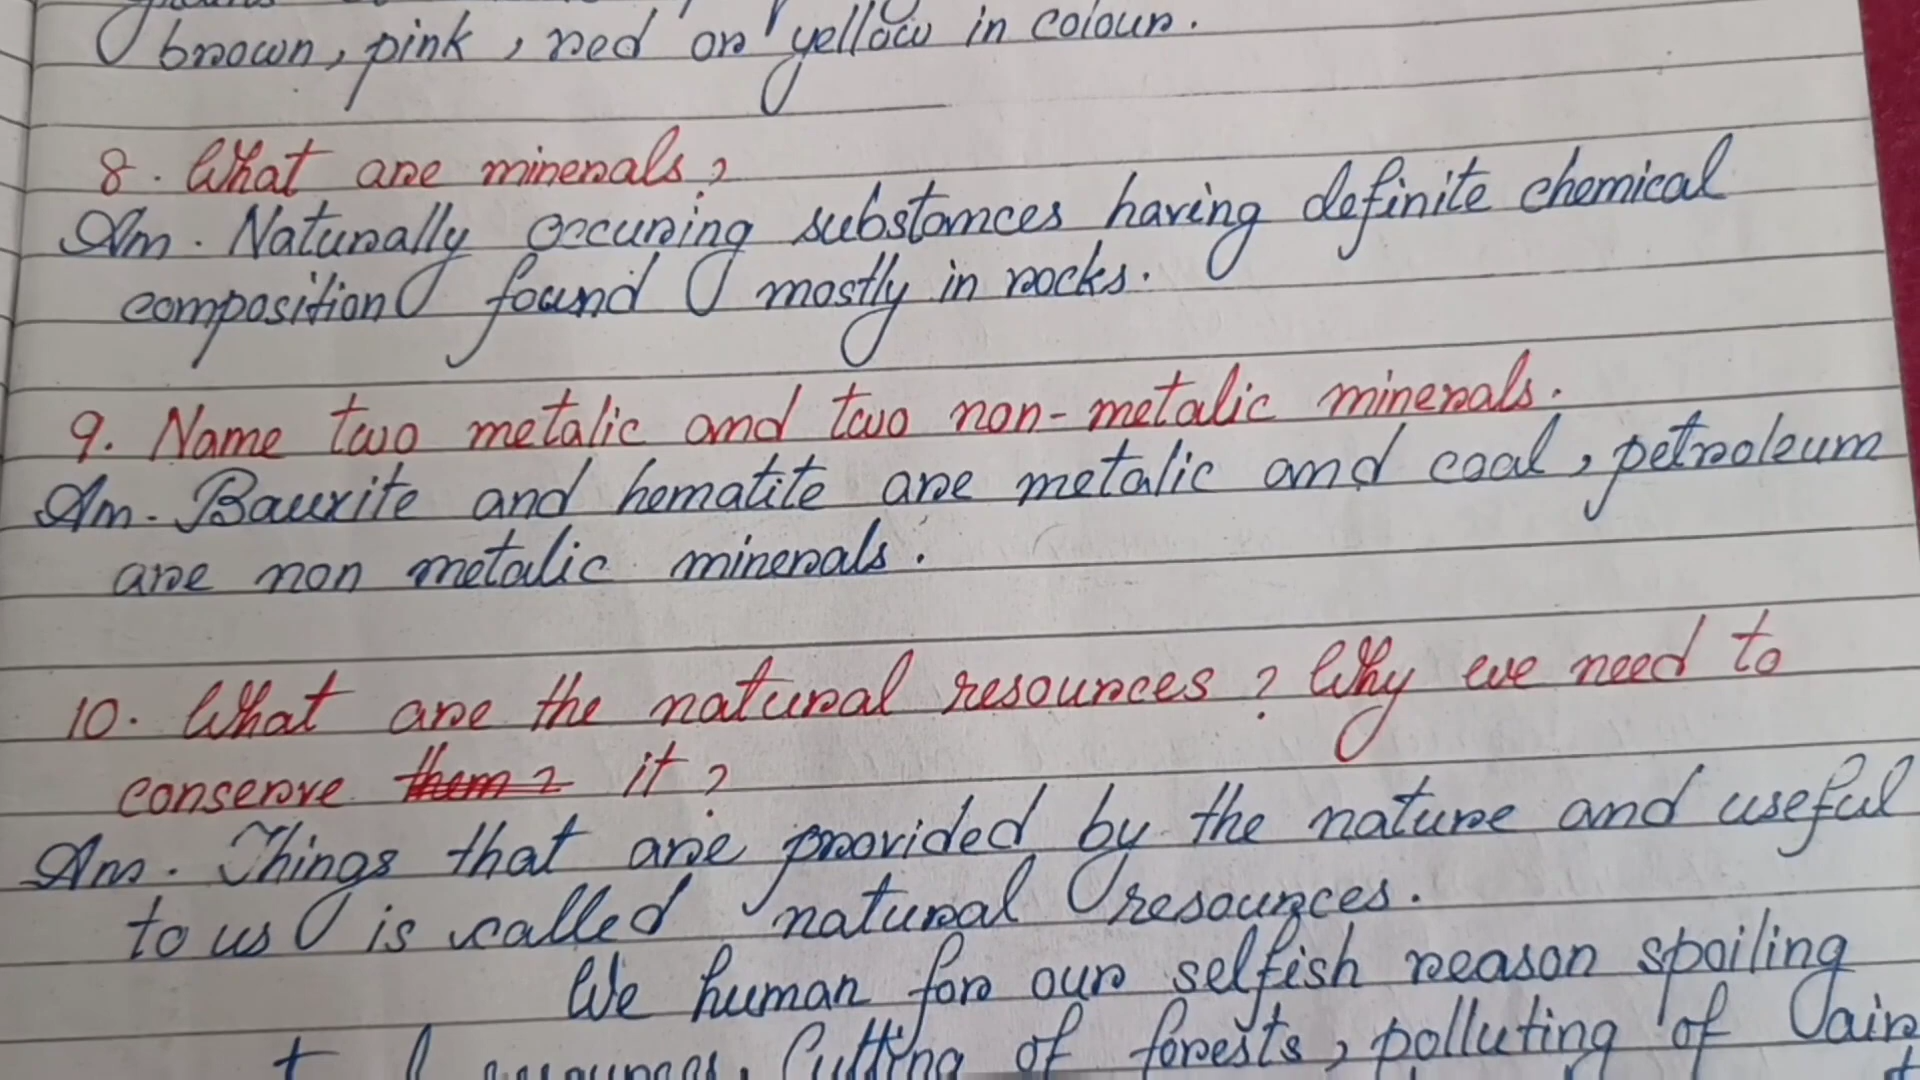 brown, pink, red or yellow in colour.
8. What are minerals?
Ans. Naturally occuring substances having definite chemical
composition found mostly in rocks.
9. Name two metalic and two non-metalic minerals.
Ans. Bauxite and hematite are metalic and coal, petroleum
are non metalic minerals.
10. What are the natural resources? Why we need to
conserve them? it?
Ans. Things that are provided by the nature and useful
to us is called natural resources.
We human for our selfish reason spoiling
resources. Cutting of forests, polluting of air